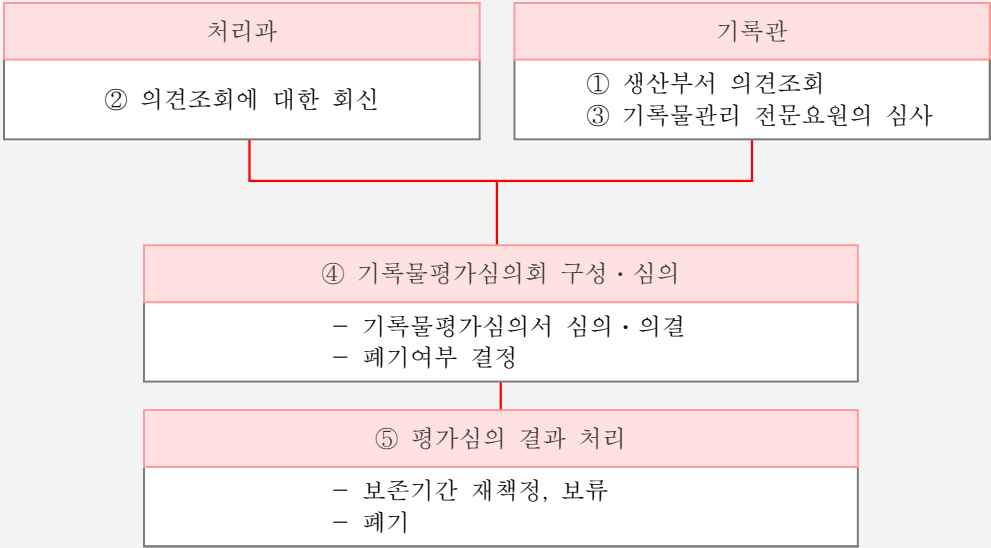 처리과
② 의견조회에 대한 회신
기록관
① 생산부서 의견조회
③ 기록물관리 전문요원의 심사
④ 기록물평가심의회 구성・심의
- 기록물평가심의서 심의・의결
- 폐기여부 결정
⑤ 평가심의 결과 처리
- 보존기간 재책정, 보류
- 폐기